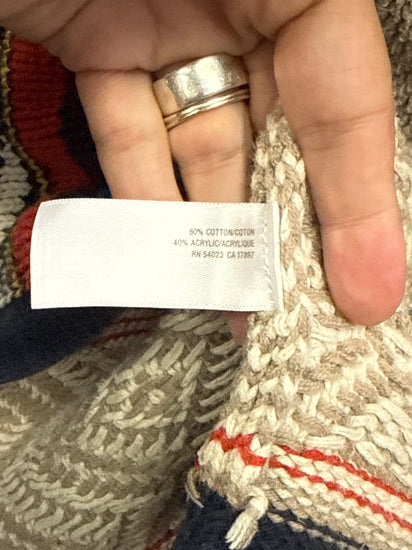 60% COTTON/COTON
40% ACRYLIC/ACRYLIQUE
RN 54023 CA 17897